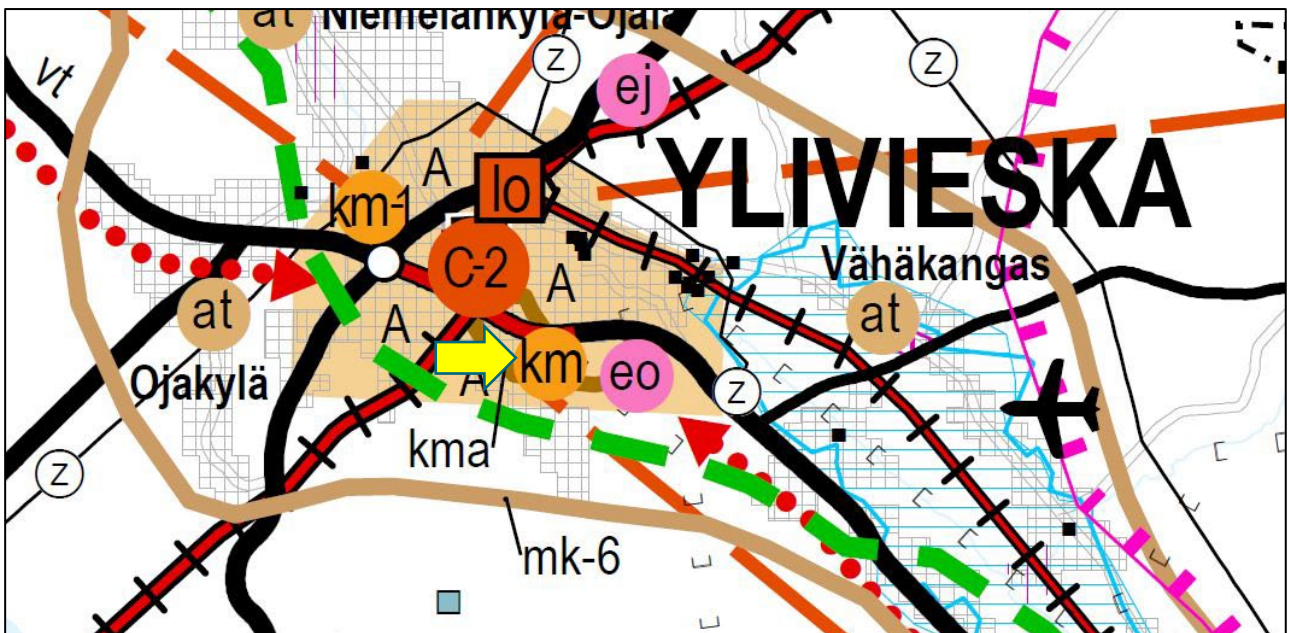 at Niemelänkylä-Ojala
vt
z
z
ej
YLIVIESKA
A
lo
km-1
Vähäkangas
C-2
A
at
at
A
km
eo
A
Ojakylä
z
kma
z
mk-6